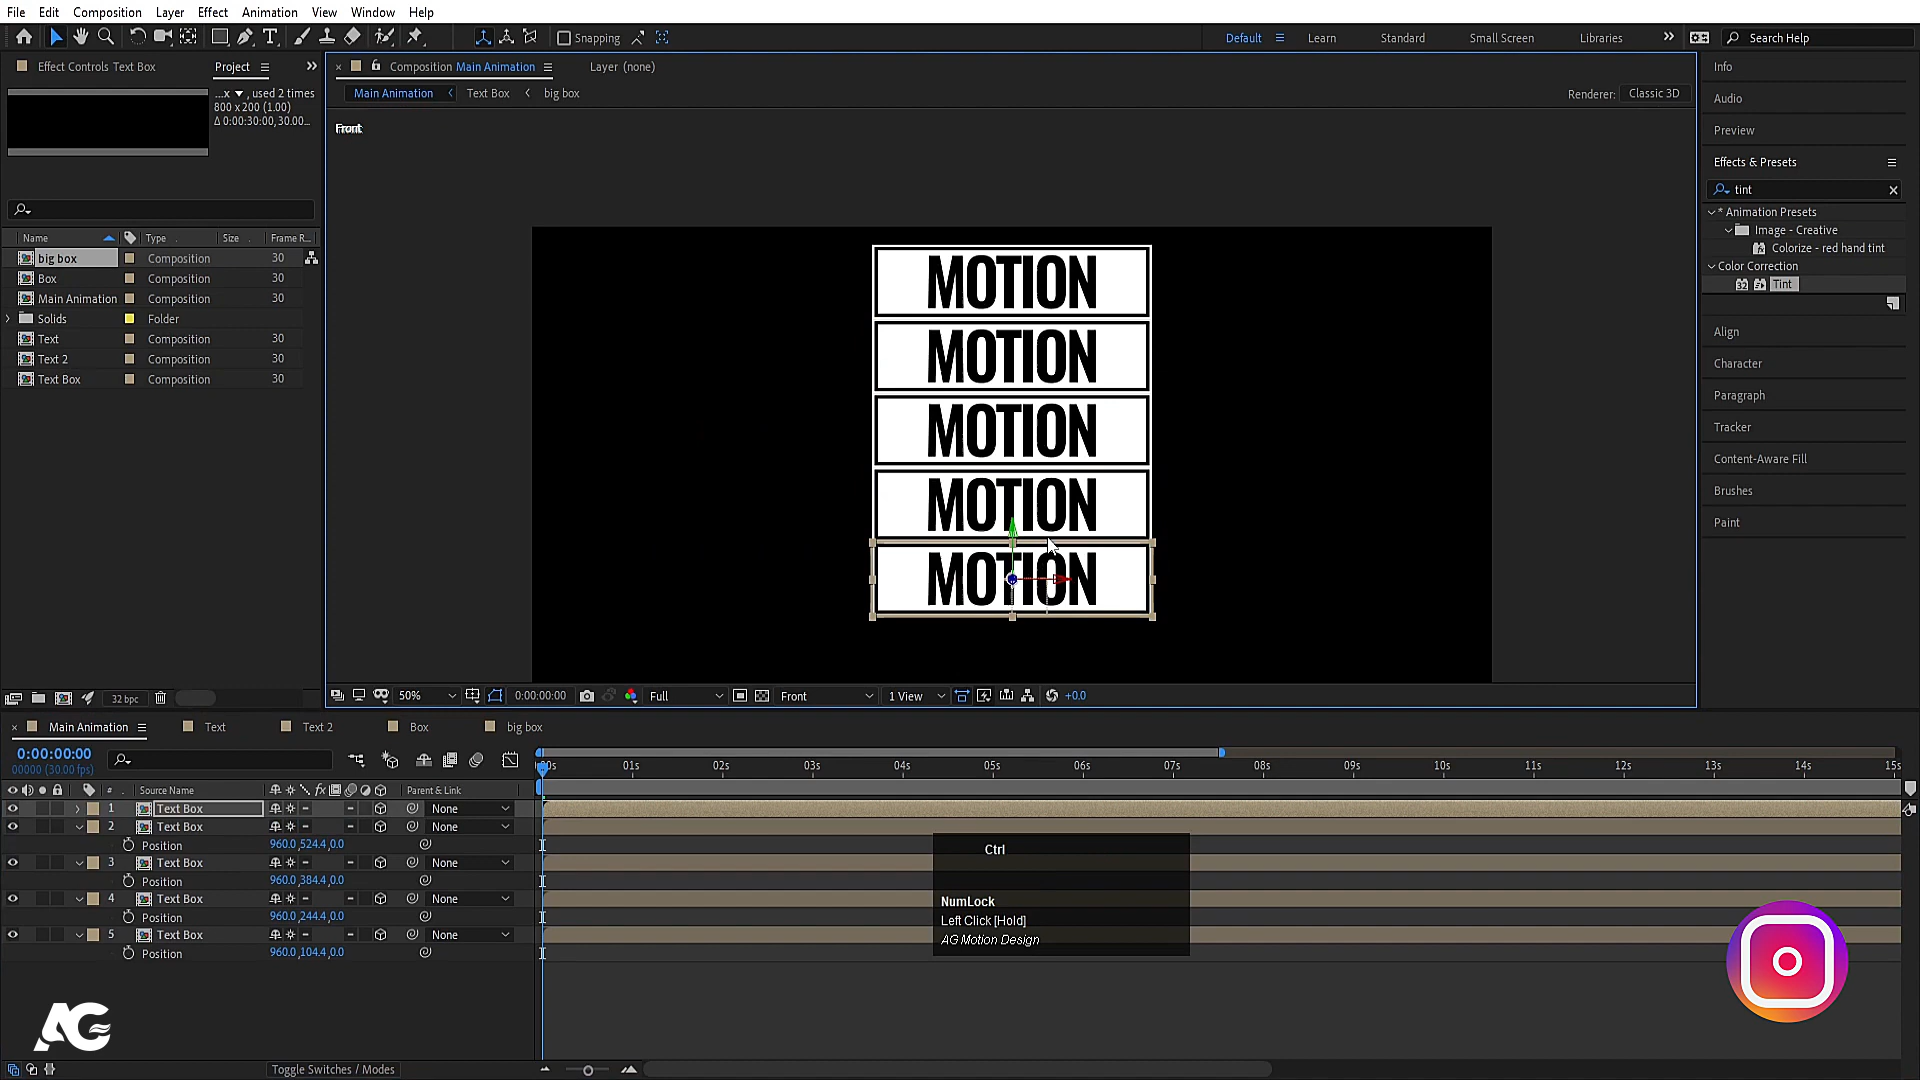 File Edit Composition Layer Effect Animation View Window Help
Snapping
Default Learn Standard Small Screen Libraries Search Help
Effect Controls Text Box Project
Composition Main Animation Layer (none)
Main Animation Text Box big box
Renderer: Classic 3D
...x ▼, used 2 times
800 x 200 (1.00)
Δ 0:00:30:00, 30.00...
Front
Name Type Size Frame R...
big box Composition 30
Box Composition 30
Main Animation Composition 30
Solids Folder
Text Composition 30
Text 2 Composition 30
Text Box Composition 30
32 bpc
MOTION
MOTION
MOTION
MOTION
MOTION
50% 0:00:00:00 Full Front 1 View +0.0
Info
Audio
Preview
Effects & Presets
tint
* Animation Presets
Image - Creative
Colorize - red hand tint
Color Correction
32 Tint
Align
Character
Paragraph
Tracker
Content-Aware Fill
Brushes
Paint
Main Animation Text Text 2 Box big box
0:00:00:00
00000 (30.00 fps)
# Source Name fx Parent & Link
00s 01s 02s 03s 04s 05s 06s 07s 08s 09s 10s 11s 12s 13s 14s 15s
1 Text Box None
2 Text Box None
Position 960.0,524.4,0.0
3 Text Box None
Position 960.0,384.4,0.0
4 Text Box None
Position 960.0,244.4,0.0
5 Text Box None
Position 960.0,104.4,0.0
Ctrl
NumLock
Left Click [Hold]
AG Motion Design
AG
Toggle Switches / Modes